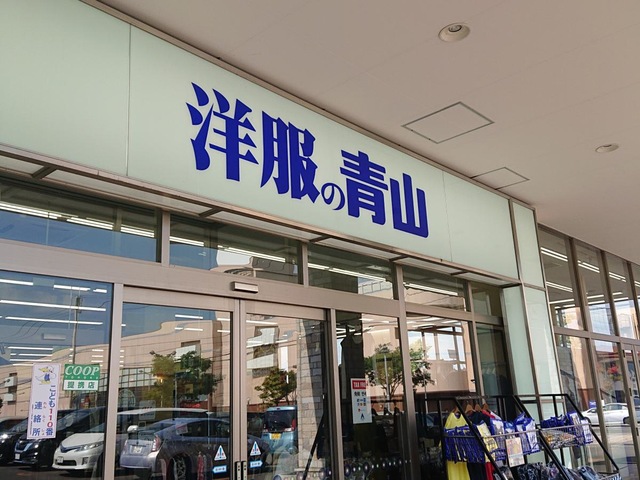 洋服の青山
COOP
提携店
こども110番
連絡所